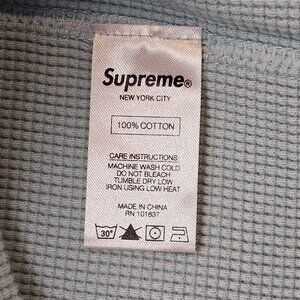 Supreme®
NEW YORK CITY
100% COTTON
CARE INSTRUCTIONS:
MACHINE WASH COLD
DO NOT BLEACH
TUMBLE DRY LOW
IRON USING LOW HEAT
MADE IN CHINA
RN 101837
30°